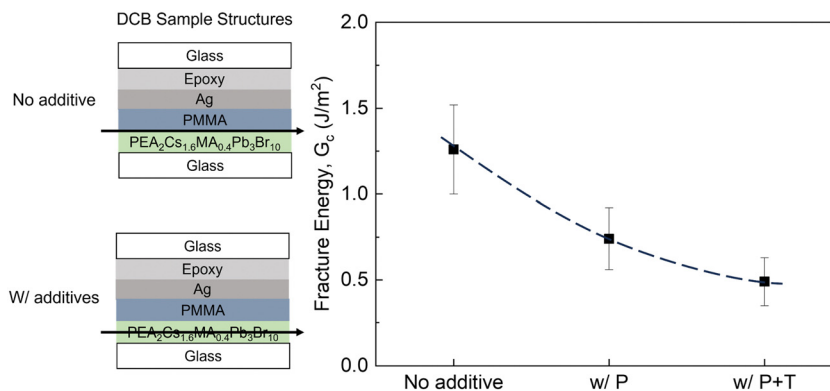 DCB Sample Structures
No additive
Glass
Epoxy
Ag
PMMA
PEA₂Cs₁.₆MA₀.₄Pb₃Br₁₀
Glass
W/ additives
Glass
Epoxy
Ag
PMMA
PEA₂Cs₁.₆MA₀.₄Pb₃Br₁₀
Glass
Fracture Energy, G_c (J/m²)
2.0
1.5
1.0
0.5
0.0
No additive
w/ P
w/ P+T